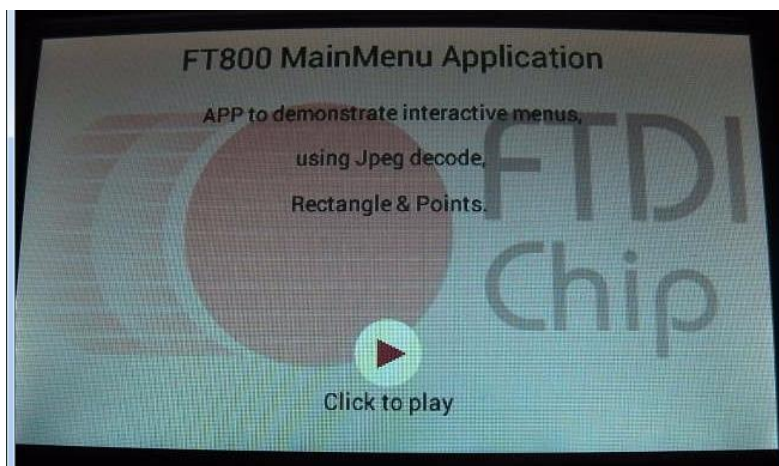 FT800 MainMenu Application
APP to demonstrate interactive menus,
using Jpeg decode,
Rectangle & Points.
FTDI
Chip
Click to play